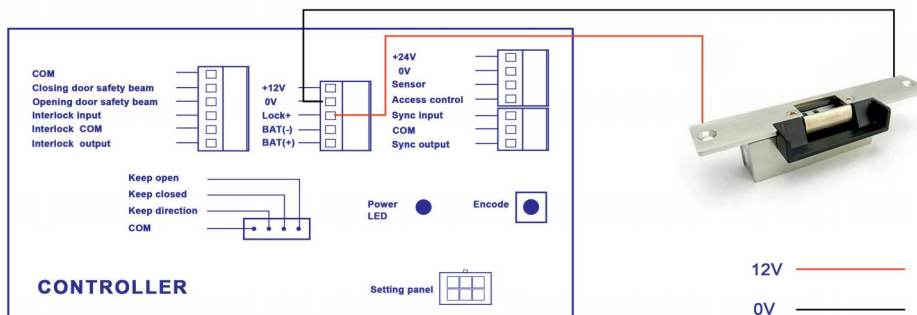 COM
Closing door safety beam
Opening door safety beam
Interlock input
Interlock COM
Interlock output
+12V
0V
Lock+
BAT(-)
BAT(+)
+24V
0V
Sensor
Access control
Sync input
COM
Sync output
Keep open
Keep closed
Keep direction
COM
Power
LED
Encode
CONTROLLER
Setting panel
12V
0V